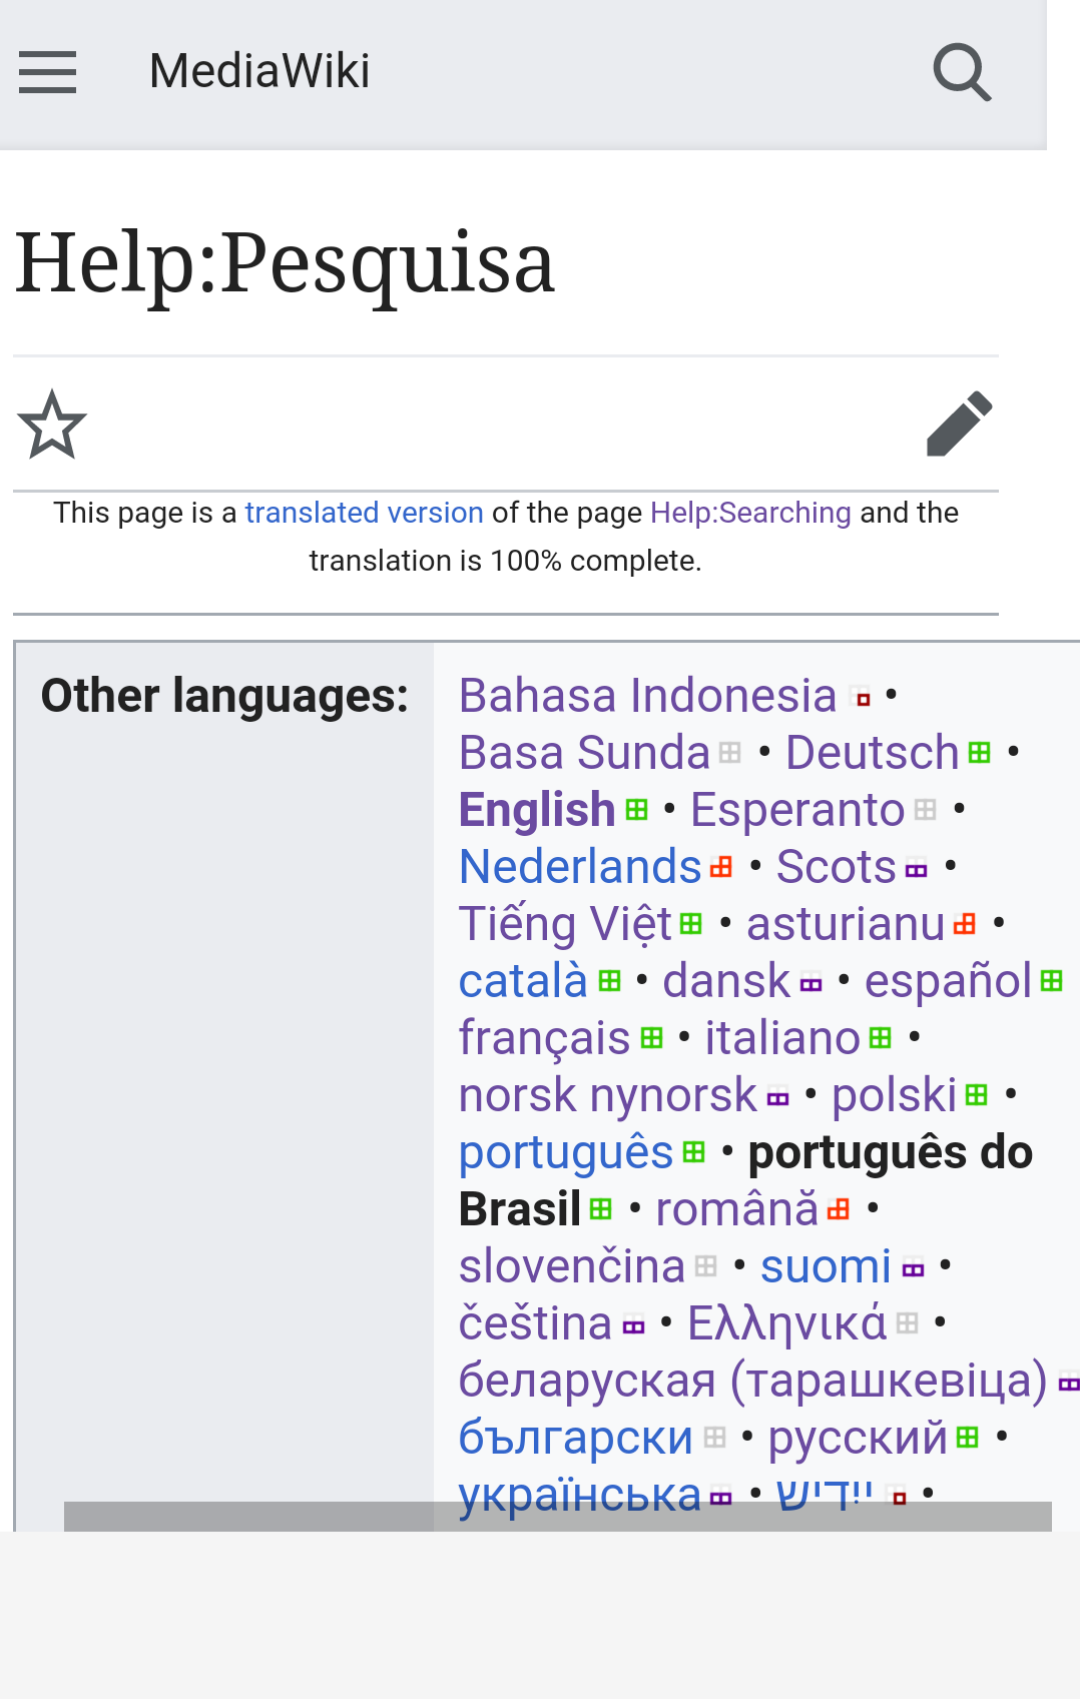 MediaWiki
Help:Pesquisa
This page is a translated version of the page Help:Searching and the
translation is 100% complete.
Other languages:
Bahasa Indonesia •
Basa Sunda • Deutsch •
English • Esperanto •
Nederlands • Scots •
Tiếng Việt • asturianu •
català • dansk • español
français • italiano •
norsk nynorsk • polski •
português • português do
Brasil • română •
slovenčina • suomi •
čeština • Ελληνικά •
беларуская (тарашкевіца)
български • русский •
українська • ייִדיש •